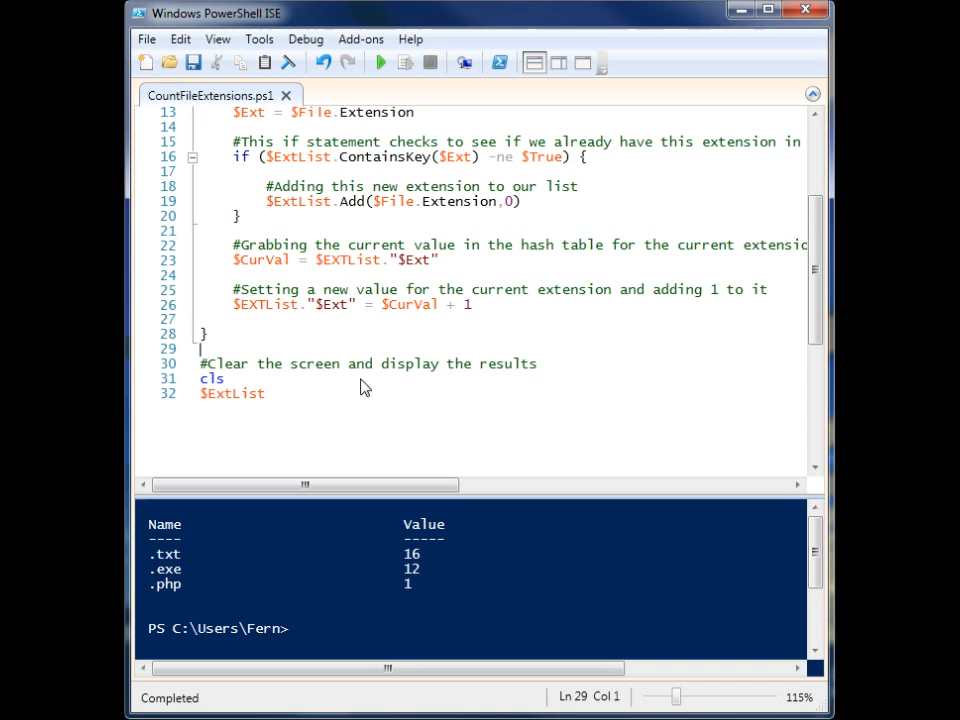 Windows PowerShell ISE
File Edit View Tools Debug Add-ons Help
CountFileExtensions.ps1
13 $Ext = $File.Extension
14
15 #This if statement checks to see if we already have this extension in
16 if ($ExtList.ContainsKey($Ext) -ne $True) {
17
18 #Adding this new extension to our list
19 $ExtList.Add($File.Extension,0)
20 }
21
22 #Grabbing the current value in the hash table for the current extensio
23 $CurVal = $EXTList."$Ext"
24
25 #Setting a new value for the current extension and adding 1 to it
26 $EXTList."$Ext" = $CurVal + 1
27
28 }
29
30 #Clear the screen and display the results
31 cls
32 $ExtList
Name Value
---- -----
.txt 16
.exe 12
.php 1
PS C:\Users\Fern>
Completed Ln 29 Col 1 115%